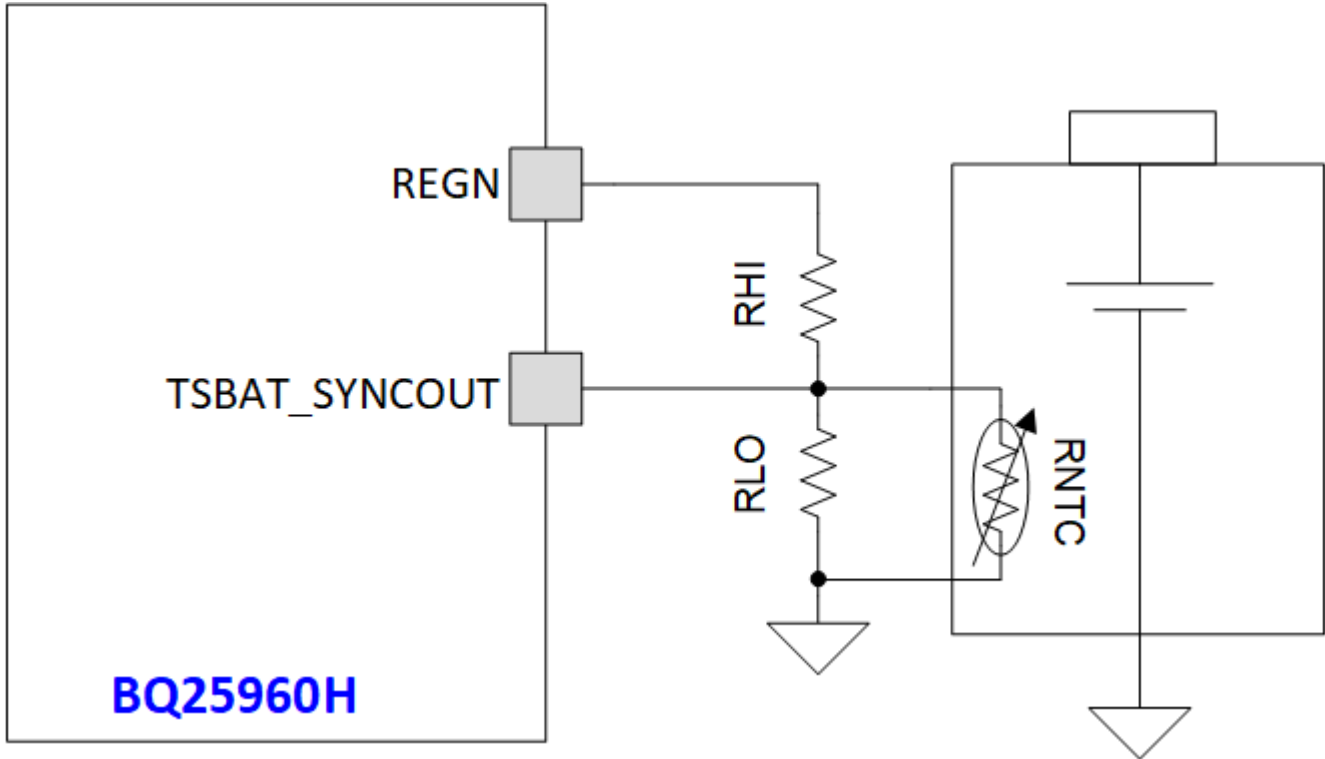 REGN
RHI
TSBAT_SYNCOUT
RLO
RNTC
BQ25960H